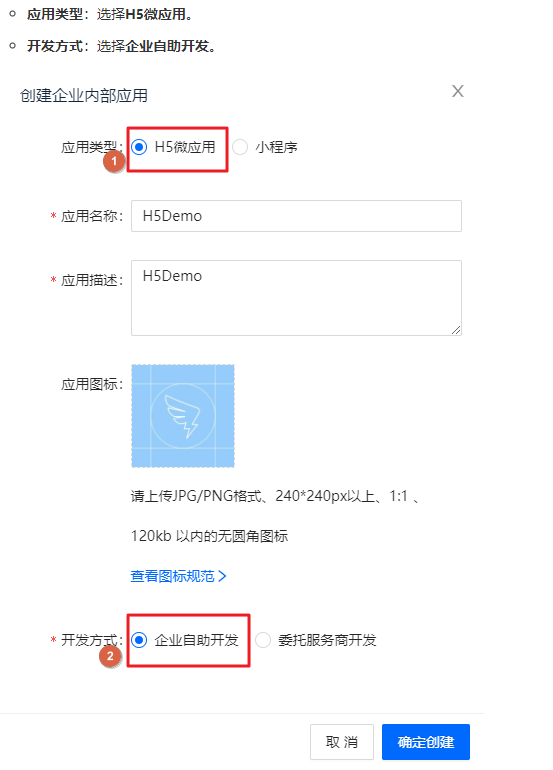 应用类型：选择H5微应用。
开发方式：选择企业自助开发。
创建企业内部应用
应用类型： H5微应用 小程序
1
* 应用名称： H5Demo
* 应用描述： H5Demo
应用图标：
请上传JPG/PNG格式、240*240px以上、1:1 、
120kb 以内的无圆角图标
查看图标规范
* 开发方式： 企业自助开发 委托服务商开发
2
取 消 确定创建